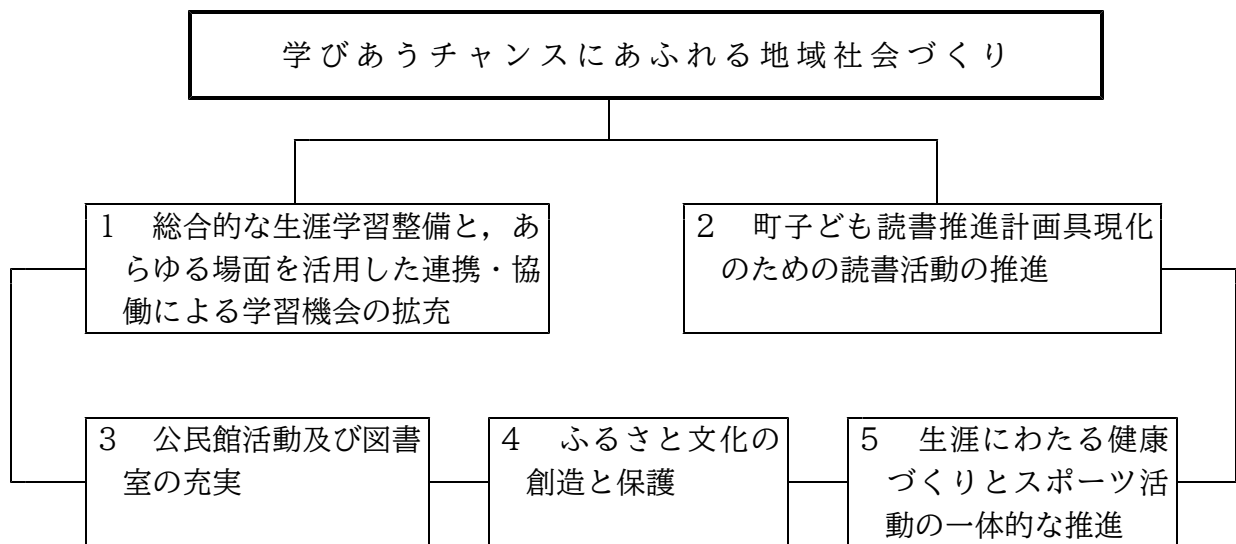 学びあうチャンスにあふれる地域社会づくり
1 総合的な生涯学習整備と，あ
らゆる場面を活用した連携・協
働による学習機会の拡充
2 町子ども読書推進計画具現化
のための読書活動の推進
3 公民館活動及び図書
室の充実
4 ふるさと文化の
創造と保護
5 生涯にわたる健康
づくりとスポーツ活
動の一体的な推進